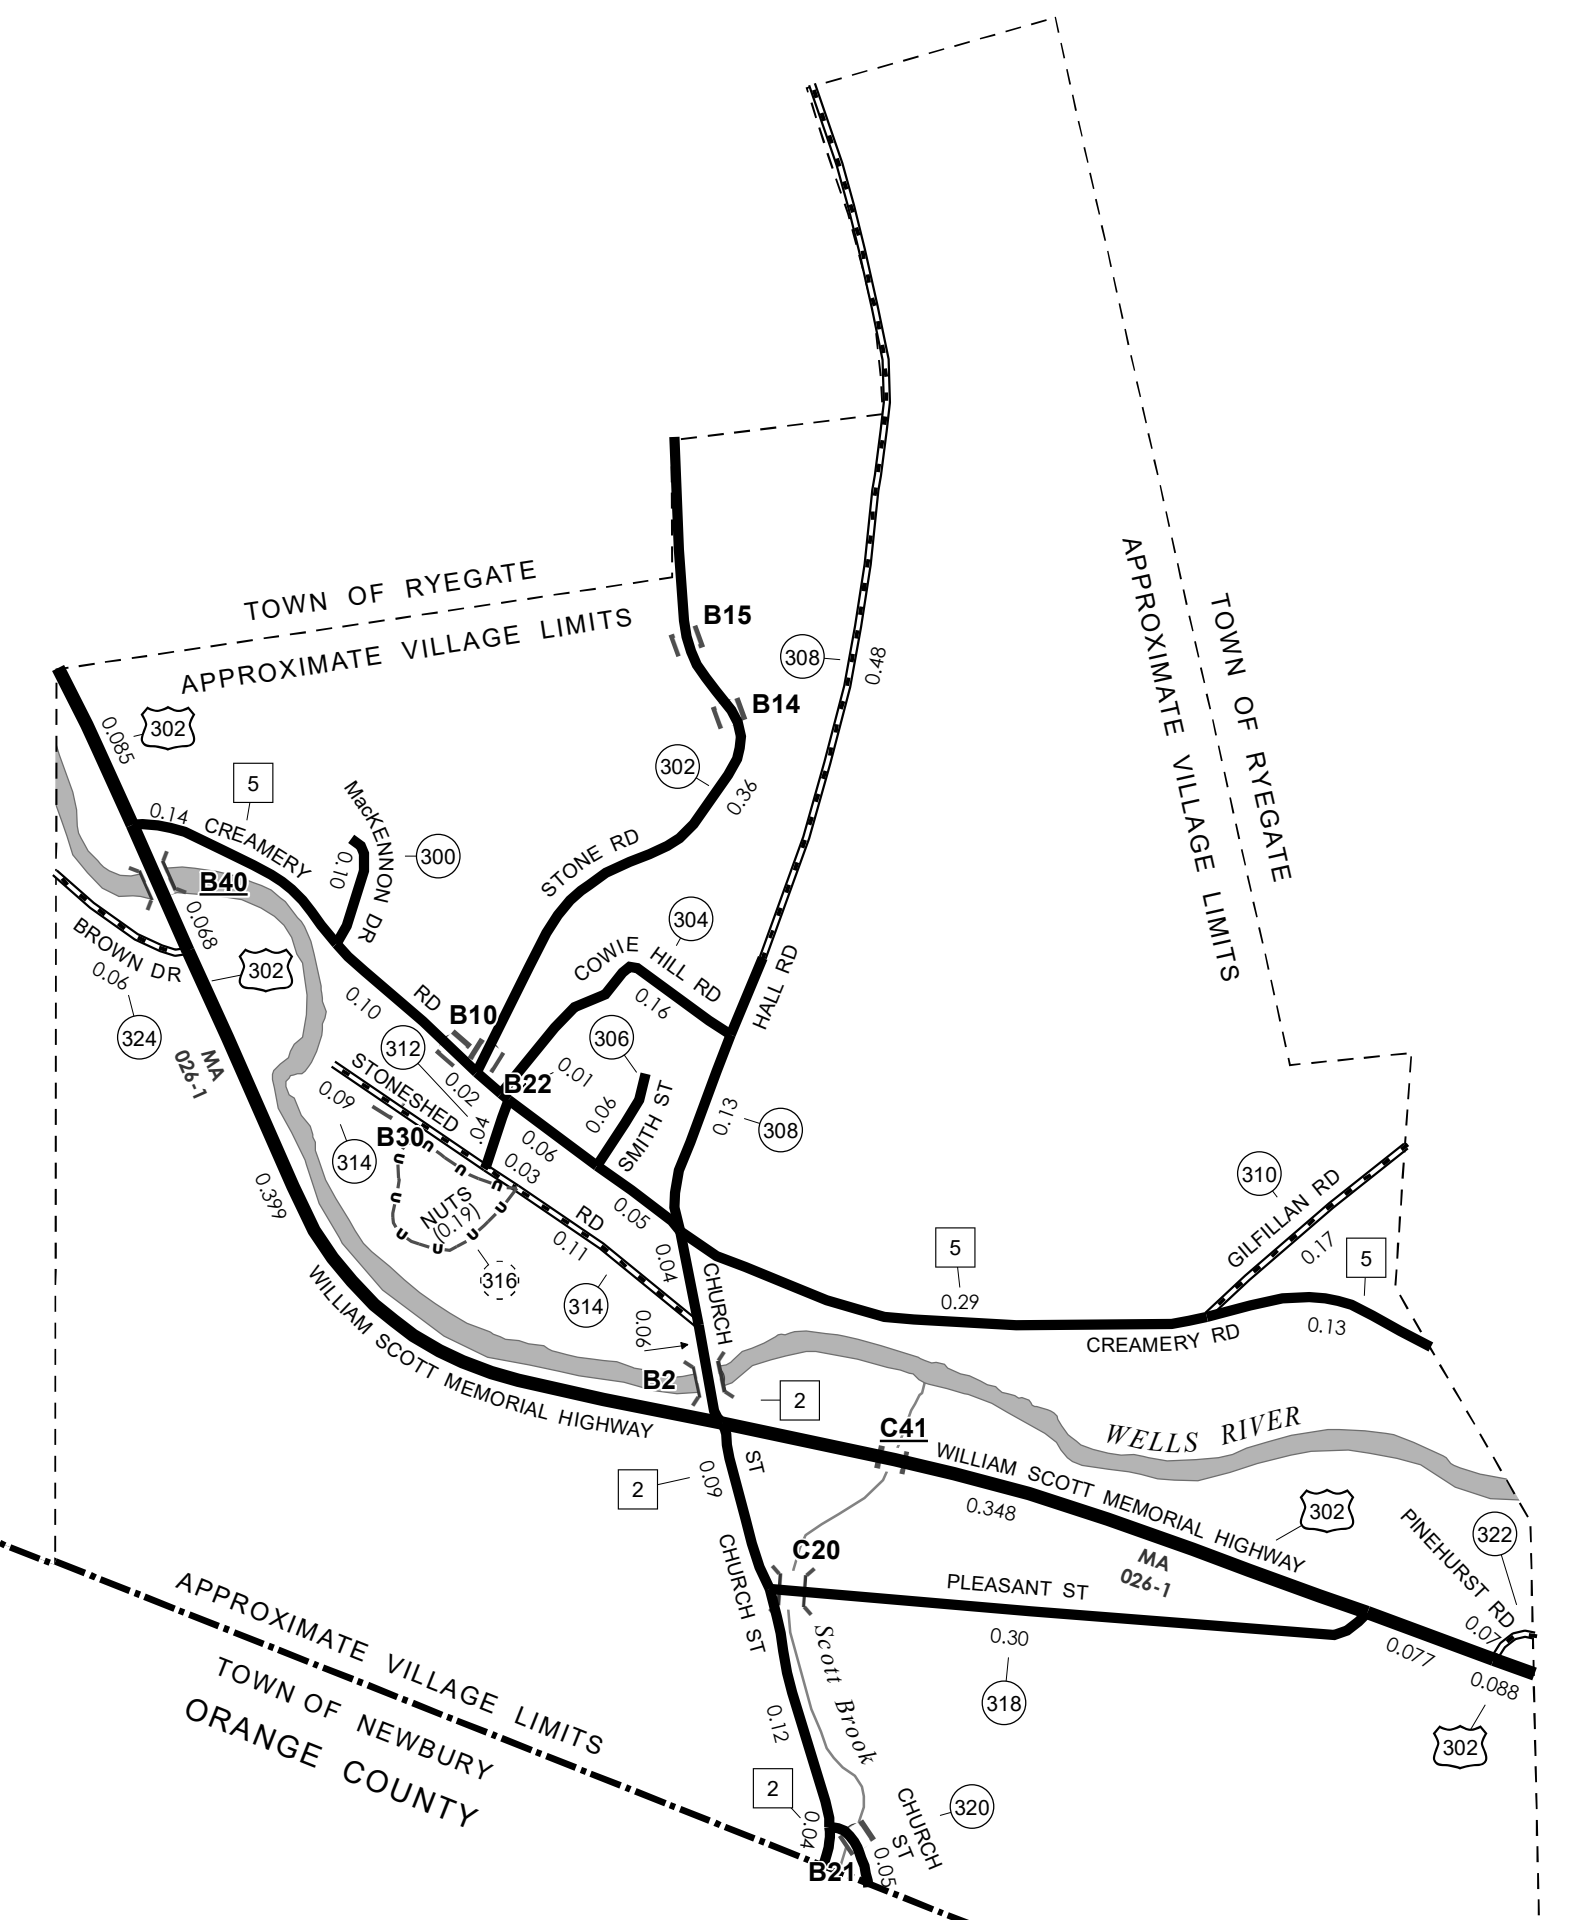 TOWN OF RYEGATE
APPROXIMATE VILLAGE LIMITS
B15
308
0.48
TOWN OF RYEGATE
APPROXIMATE VILLAGE LIMITS
B14
302
0.085
302
0.36
5
0.14
CREAMERY
MacKENNON DR
300
0.10
STONE RD
B40
0.068
304
BROWN DR
0.06
302
COWIE HILL RD
HALL RD
0.16
0.10
RD
B10
324
312
306
MA
026-1
STONESHED
0.01
B22
0.02
0.09
0.06
SMITH ST
0.13
308
B30
.04
0.06
314
0.03
310
GILFILLAN RD
0.399
NUTS
(0.19)
RD
0.05
0.11
0.17
5
5
316
0.04
CHURCH
314
0.29
WILLIAM SCOTT MEMORIAL HIGHWAY
0.06
CREAMERY RD
0.13
B2
2
C41
WELLS RIVER
ST
2
0.09
WILLIAM SCOTT MEMORIAL HIGHWAY
0.348
302
PINEHURST RD
322
C20
CHURCH ST
MA
026-1
PLEASANT ST
APPROXIMATE VILLAGE LIMITS
TOWN OF NEWBURY
ORANGE COUNTY
0.30
0.07
0.077
Scott Brook
318
0.088
0.12
302
2
CHURCH
ST
320
0.04
B21
0.05